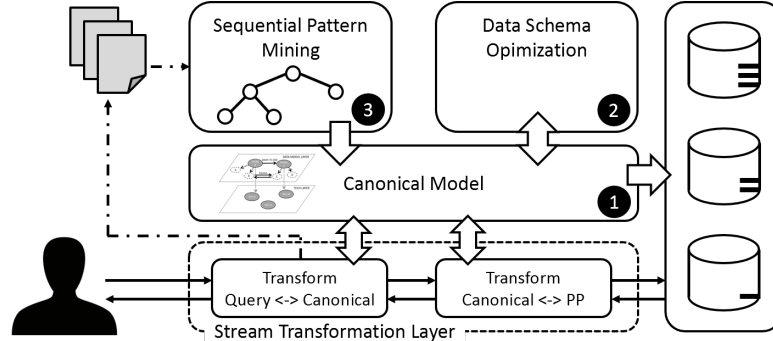 Sequential Pattern
Mining
3
Data Schema
Opimization
2
Canonical Model
1
Transform
Query <-> Canonical
Transform
Canonical <-> PP
Stream Transformation Layer